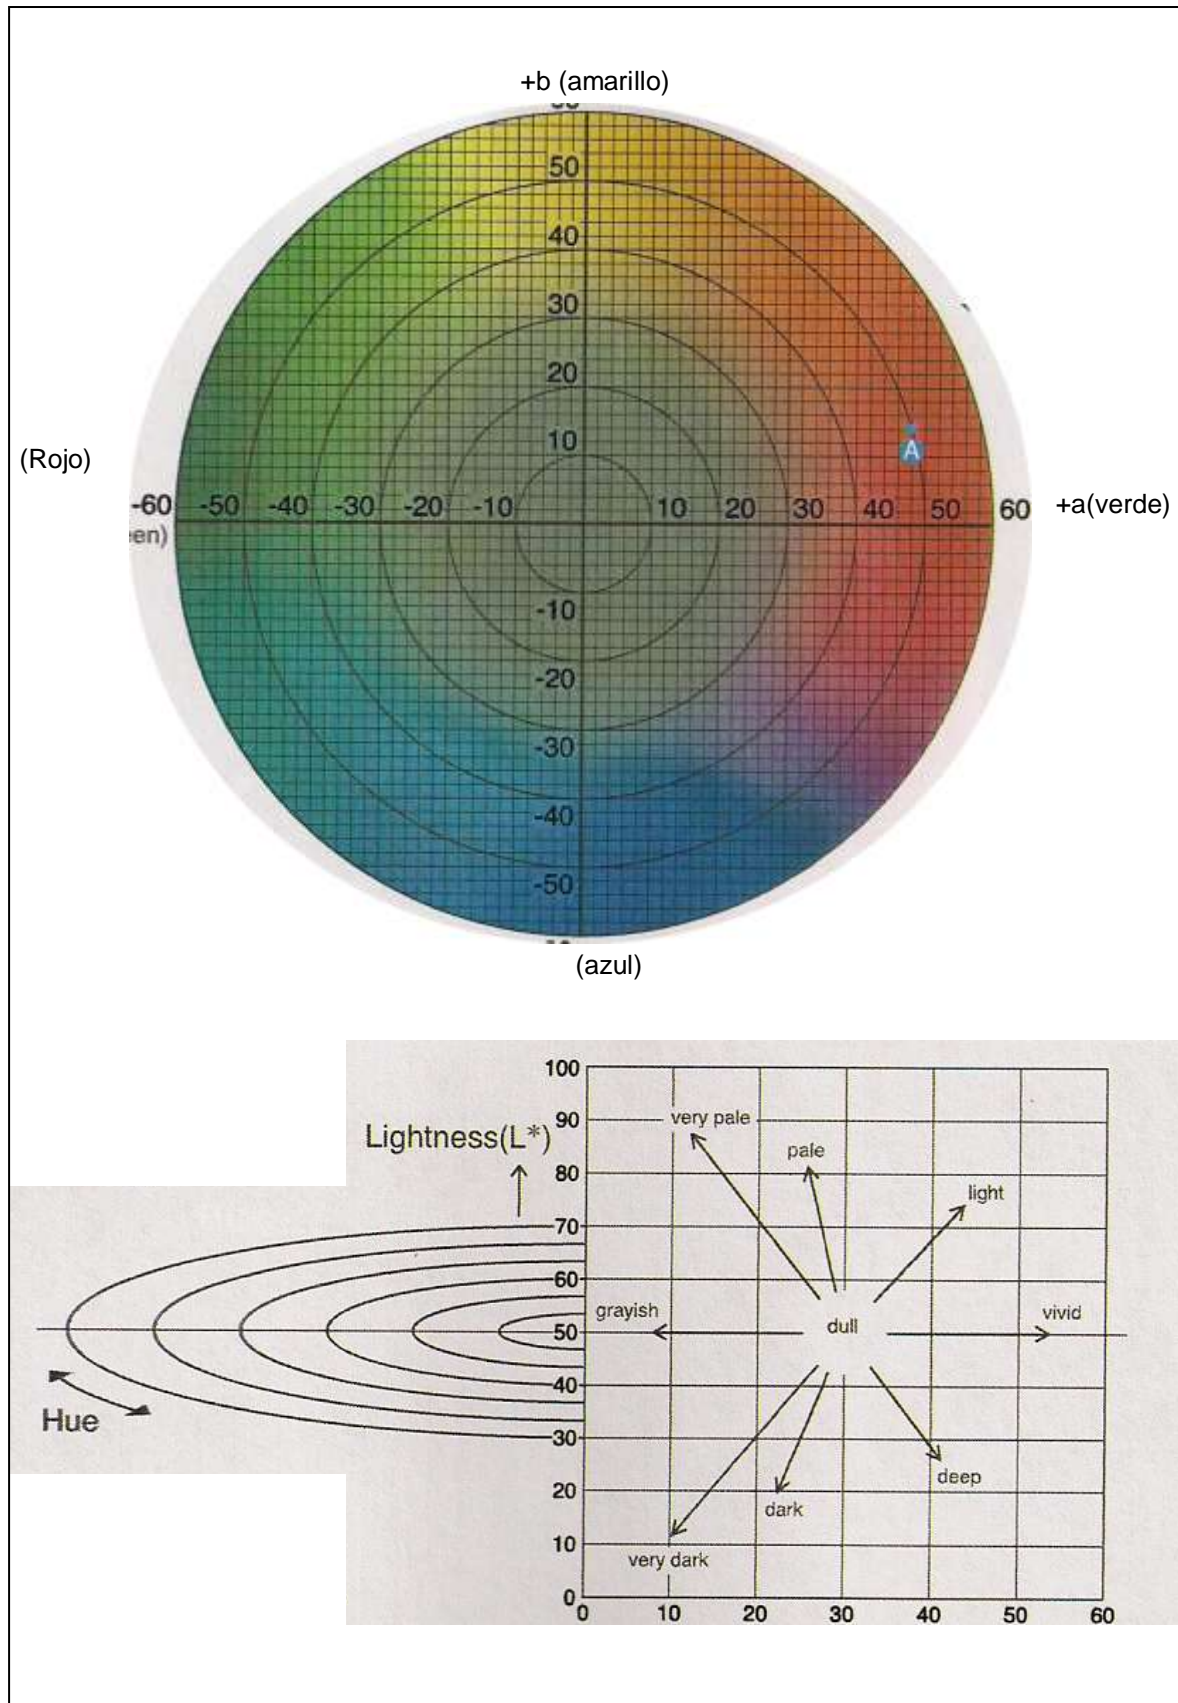 +b (amarillo)
50
40
30
20
10
A
(Rojo)
-60 -50 -40 -30 -20 -10 10 20 30 40 50 60 +a(verde)
een)
-10
-20
-30
-40
-50
(azul)
100
90 very pale
Lightness(L*)
pale
80
light
70
60
grayish
vivid
50
dull
40
Hue
30
deep
20
dark
10
very dark
0
0 10 20 30 40 50 60